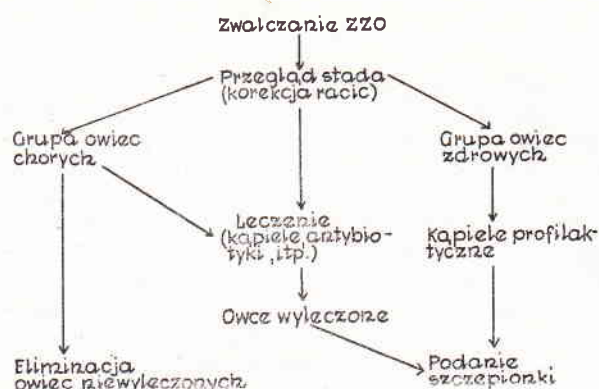 Zwalczanie ZZO
Przegląd stada
(korekcja racic)
Grupa owiec
chorych
Grupa owiec
zdrowych
Leczenie
(kąpiele, antybio-
tyki, itp.)
Kąpiele profilak-
tyczne
Owce wyleczone
Eliminacja
owiec niewyleczonych
Podanie
szczepionki